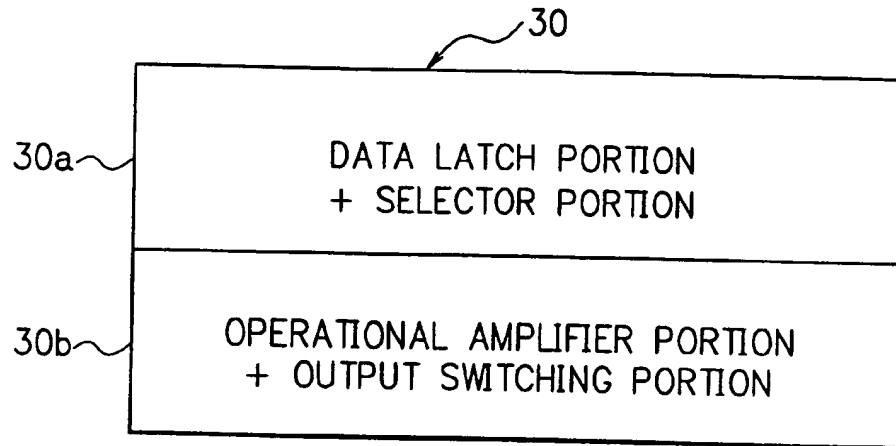 30
30a
DATA LATCH PORTION
+ SELECTOR PORTION
30b
OPERATIONAL AMPLIFIER PORTION
+ OUTPUT SWITCHING PORTION